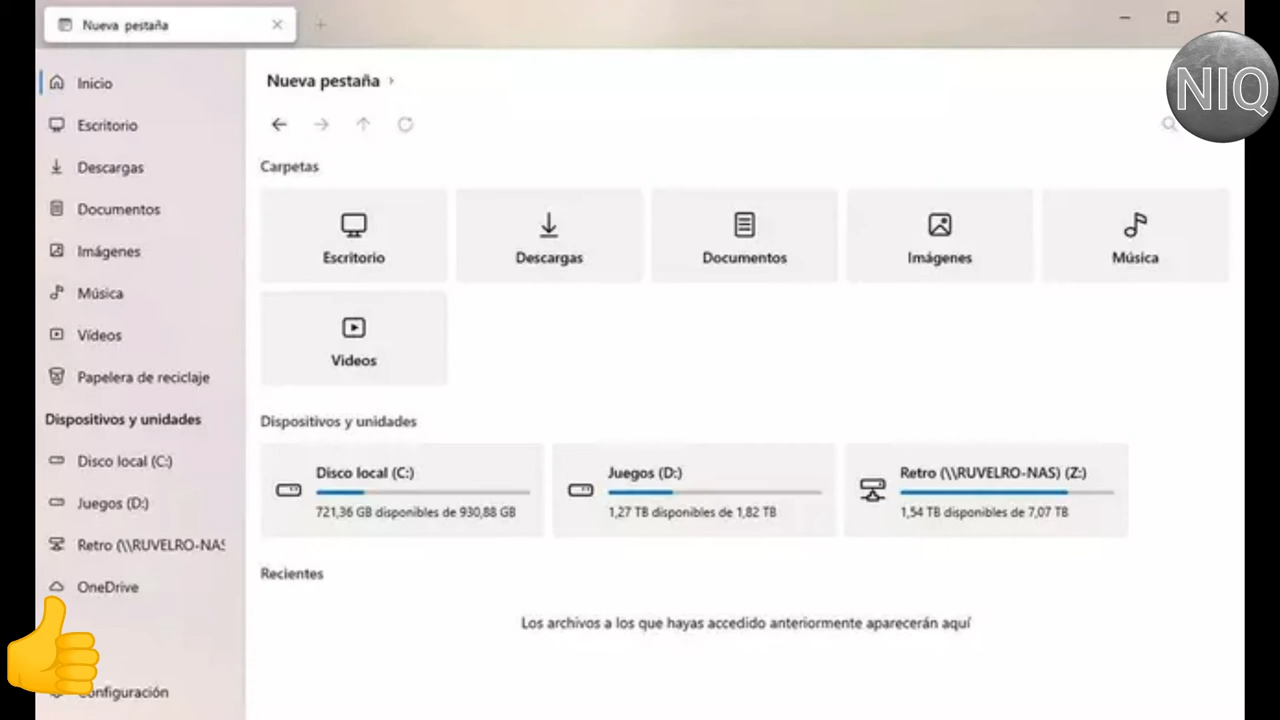 Nueva pestaña
NIQ
Inicio
Escritorio
Descargas
Documentos
Imágenes
Música
Vídeos
Papelera de reciclaje
Dispositivos y unidades
Disco local (C:)
Juegos (D:)
Retro (\\RUVELRO-NAS
OneDrive
Configuración
Nueva pestaña
Carpetas
Escritorio
Descargas
Documentos
Imágenes
Música
Videos
Dispositivos y unidades
Disco local (C:)
721,36 GB disponibles de 930,88 GB
Juegos (D:)
1,27 TB disponibles de 1,82 TB
Retro (\\RUVELRO-NAS) (Z:)
1,54 TB disponibles de 7,07 TB
Recientes
Los archivos a los que hayas accedido anteriormente aparecerán aquí